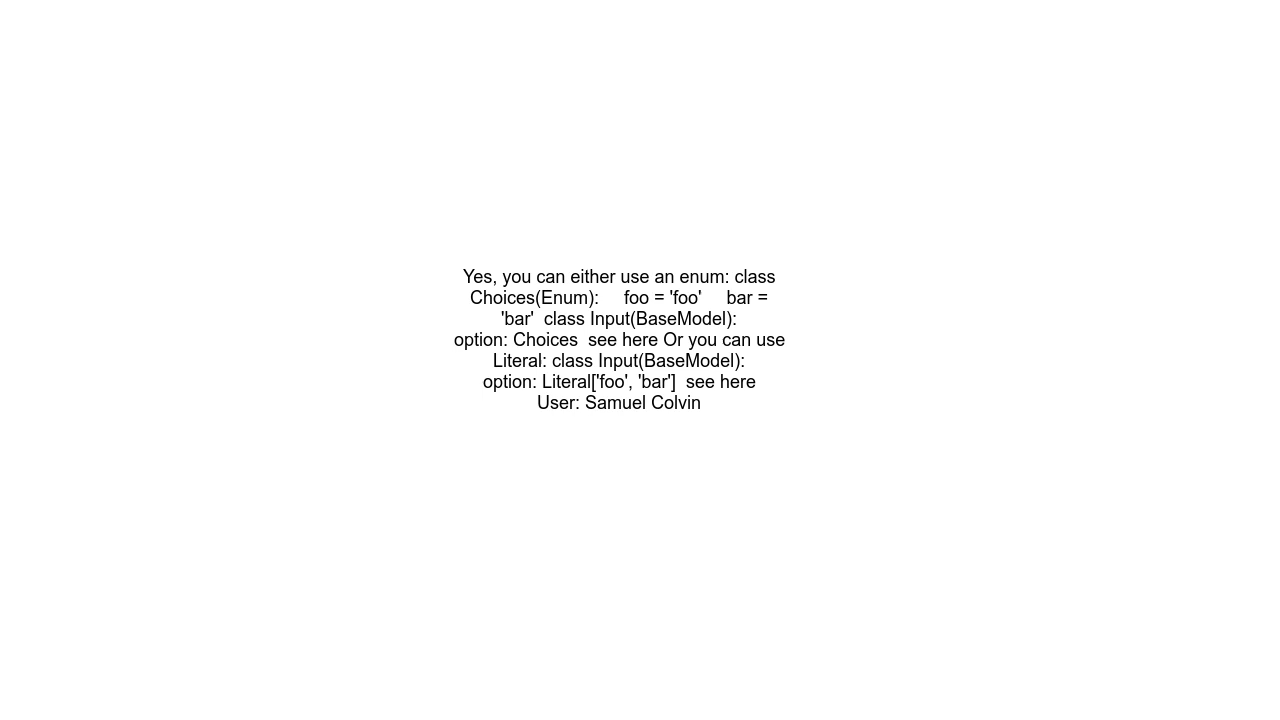 Yes, you can either use an enum: class
Choices(Enum):     foo = 'foo'     bar =
'bar'  class Input(BaseModel):
option: Choices  see here Or you can use
Literal: class Input(BaseModel):
option: Literal['foo', 'bar']  see here
User: Samuel Colvin